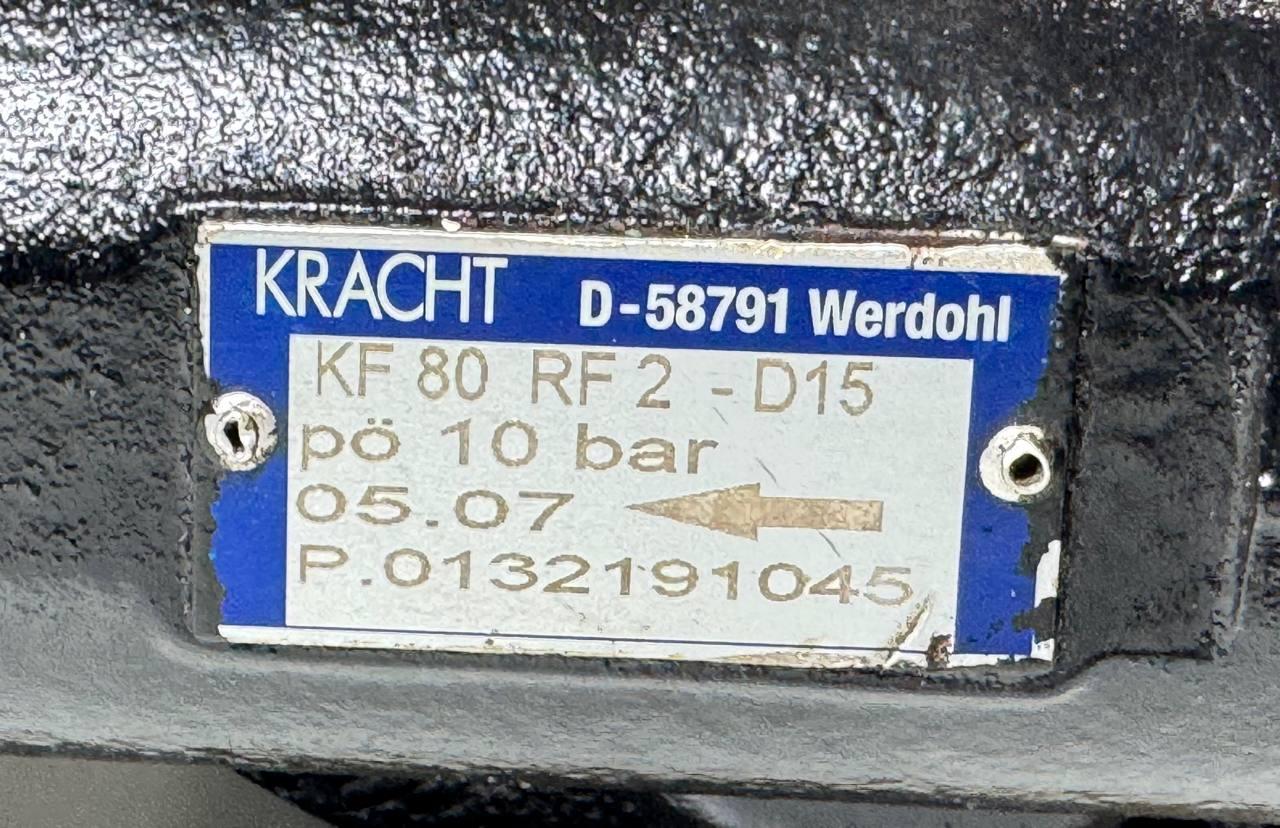 KRACHT D-58791 Werdohl
KF 80 RF 2 - D15
pö 10 bar
05.07
P.0132191045